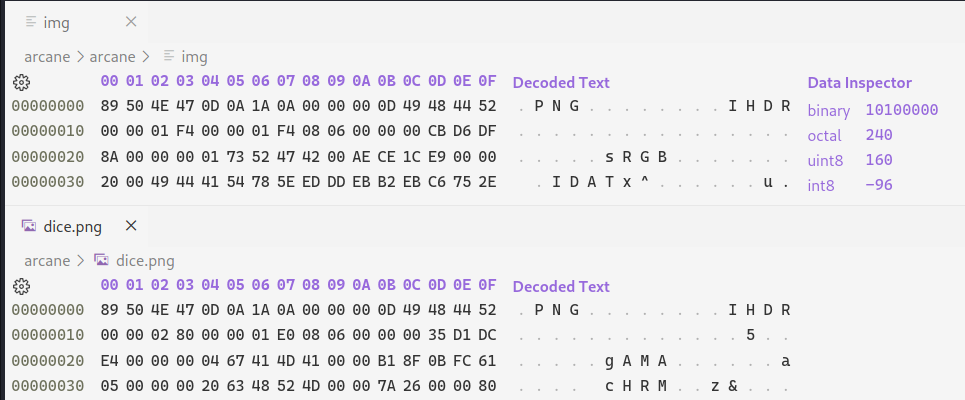 img
arcane > arcane > img
00 01 02 03 04 05 06 07 08 09 0A 0B 0C 0D 0E 0F Decoded Text Data Inspector
00000000 89 50 4E 47 0D 0A 1A 0A 00 00 00 0D 49 48 44 52 . P N G . . . . . . . . I H D R binary 10100000
00000010 00 00 01 F4 00 00 01 F4 08 06 00 00 00 CB D6 DF . . . . . . . . . . . . . . . . octal 240
00000020 8A 00 00 00 01 73 52 47 42 00 AE CE 1C E9 00 00 . . . . . s R G B . . . . . . . uint8 160
00000030 20 00 49 44 41 54 78 5E ED DD EB B2 EB C6 75 2E . I D A T x ^ . . . . . . u . int8 -96
dice.png
arcane > dice.png
00 01 02 03 04 05 06 07 08 09 0A 0B 0C 0D 0E 0F Decoded Text
00000000 89 50 4E 47 0D 0A 1A 0A 00 00 00 0D 49 48 44 52 . P N G . . . . . . . . I H D R
00000010 00 00 02 80 00 00 01 E0 08 06 00 00 00 35 D1 DC . . . . . . . . . . . . . 5 . .
00000020 E4 00 00 00 04 67 41 4D 41 00 00 B1 8F 0B FC 61 . . . . . g A M A . . . . . . a
00000030 05 00 00 00 20 63 48 52 4D 00 00 7A 26 00 00 80 . . . . c H R M . . z & . . .